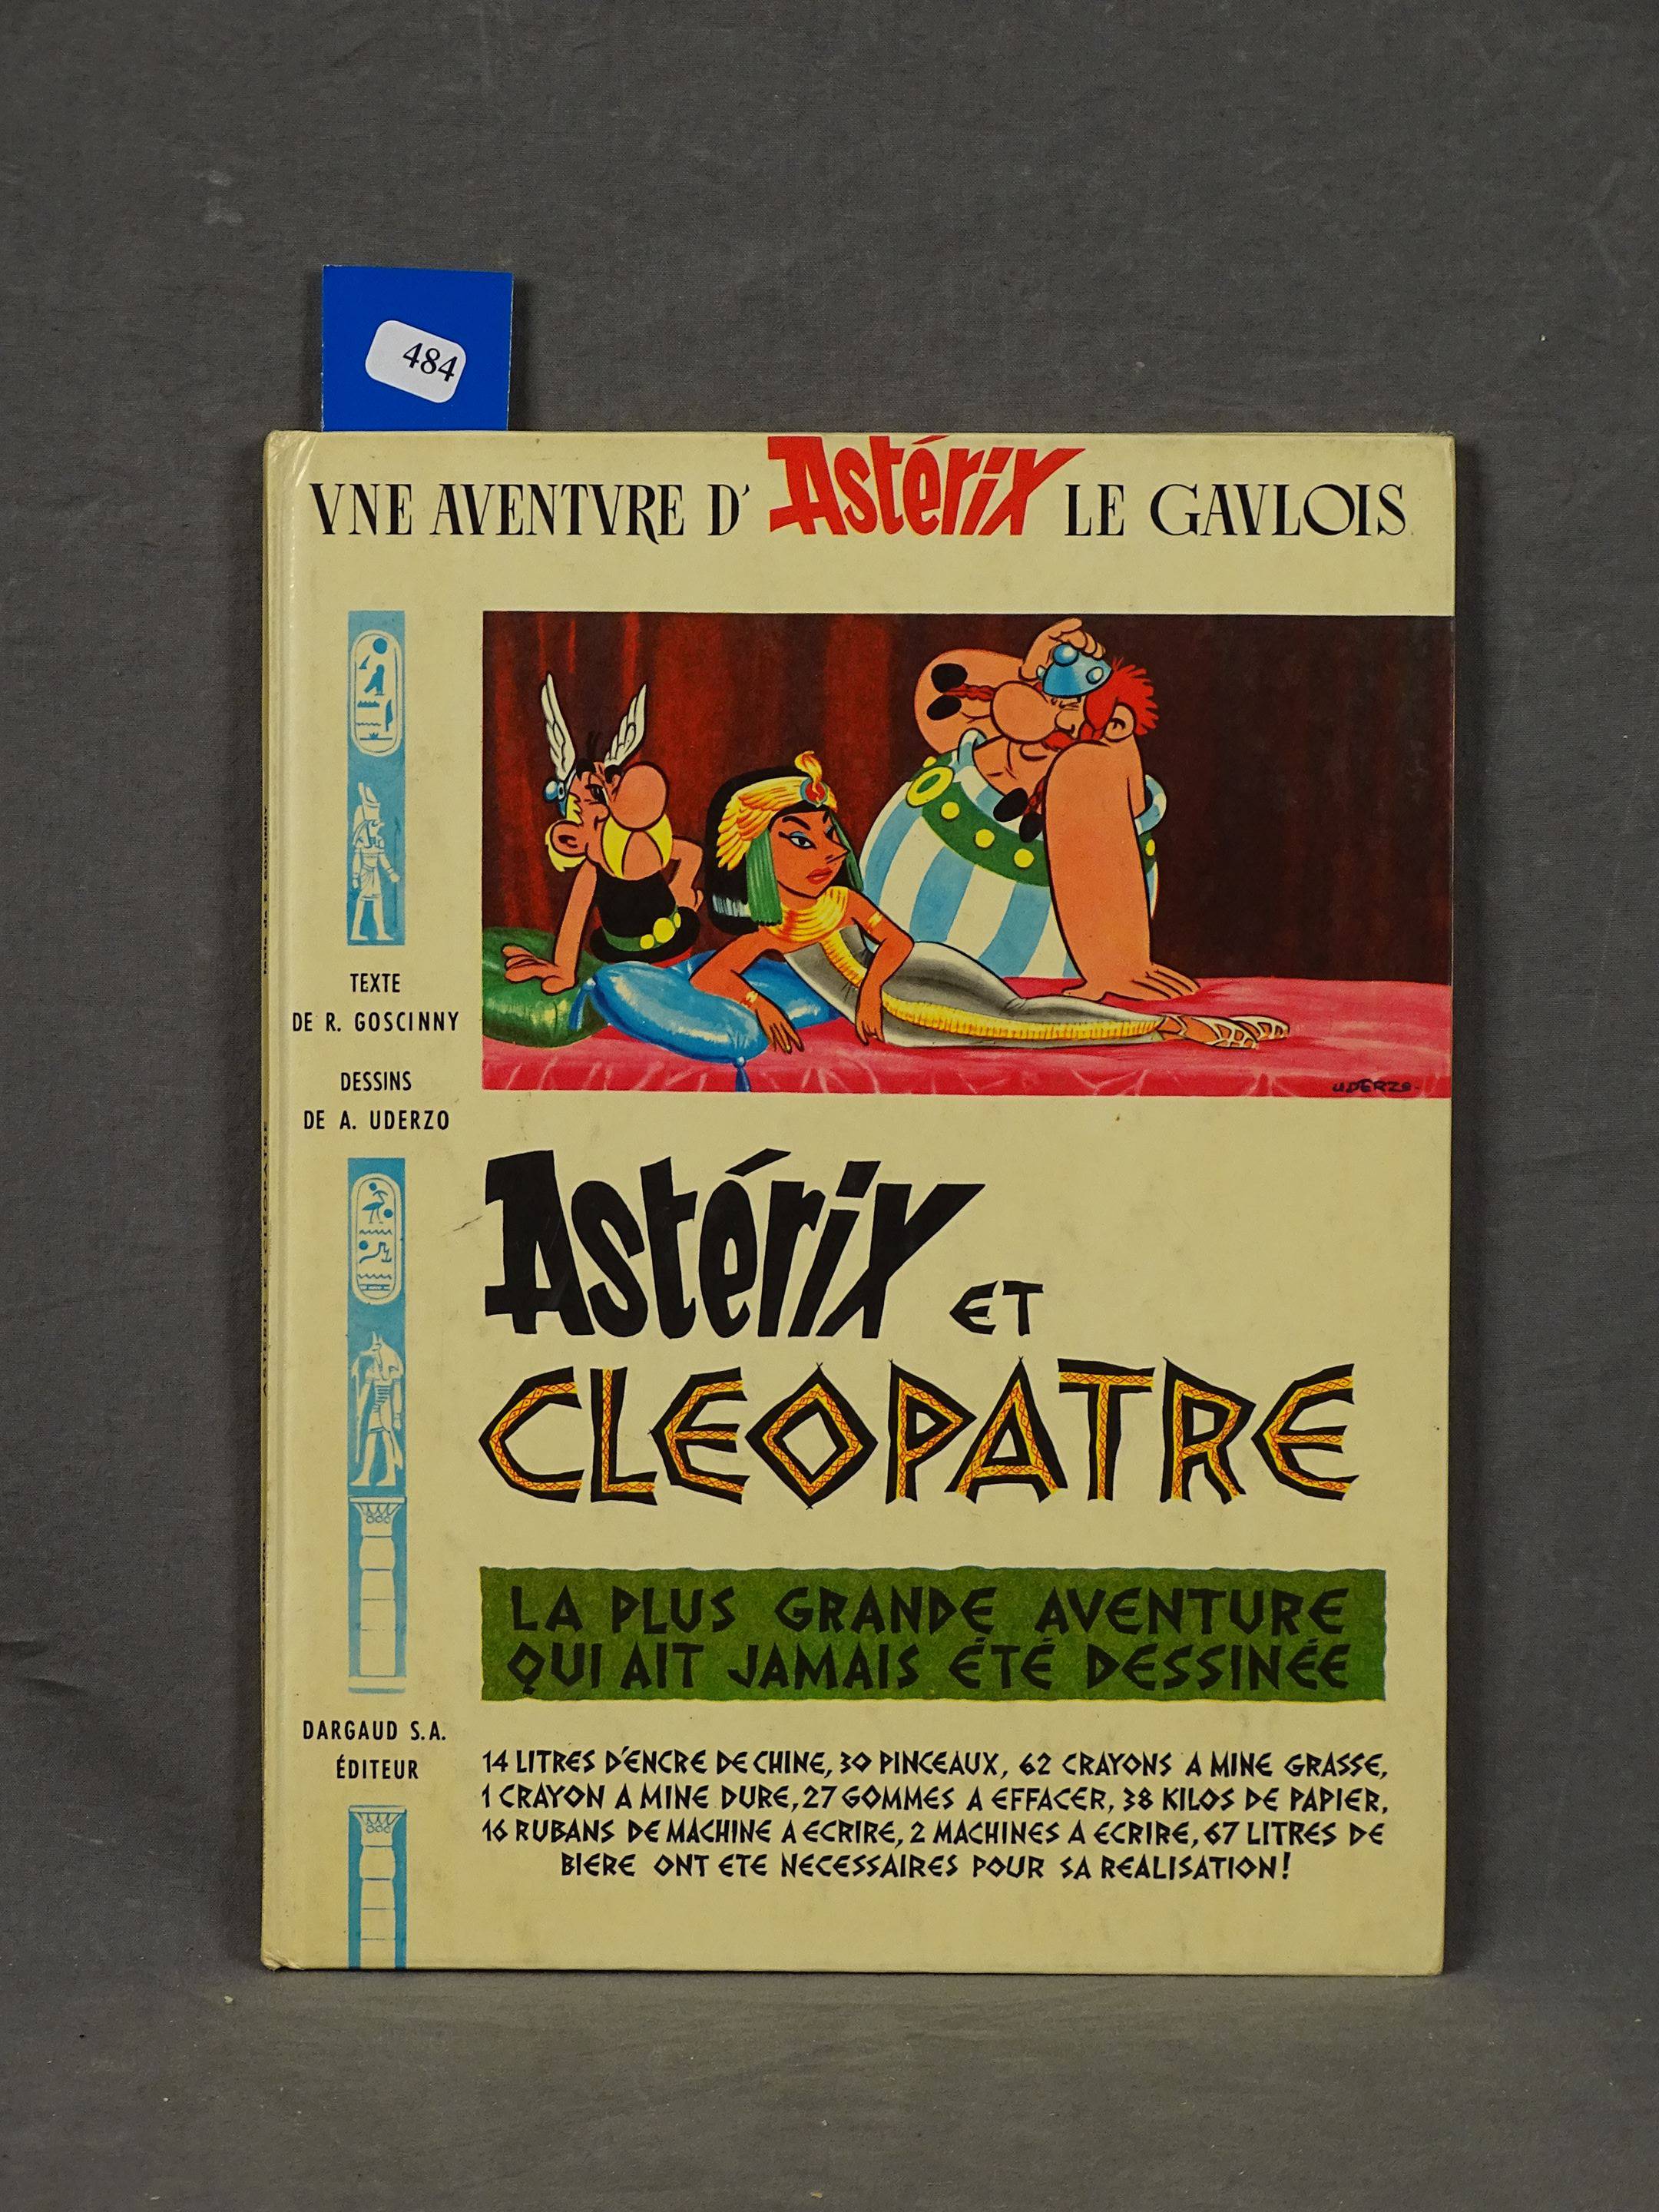 484
VNE AVENTVRE D' Astérix LE GAVLOIS
TEXTE
DE R. GOSCINNY
DESSINS
DE A. UDERZO
UDERZO
Astérix ET
CLEOPATRE
LA PLUS GRANDE AVENTURE
QUI AIT JAMAIS ÉTÉ DESSINÉE
DARGAUD S.A.
ÉDITEUR
14 LITRES D'ENCRE DE CHINE, 30 PINCEAUX, 62 CRAYONS A MINE GRASSE,
1 CRAYON A MINE DURE, 27 GOMMES A EFFACER, 38 KILOS DE PAPIER,
16 RUBANS DE MACHINE A ECRIRE, 2 MACHINES A ECRIRE, 67 LITRES DE
BIERE ONT ETE NECESSAIRES POUR SA REALISATION!
ASTÉRIX ET CLÉOPATRE